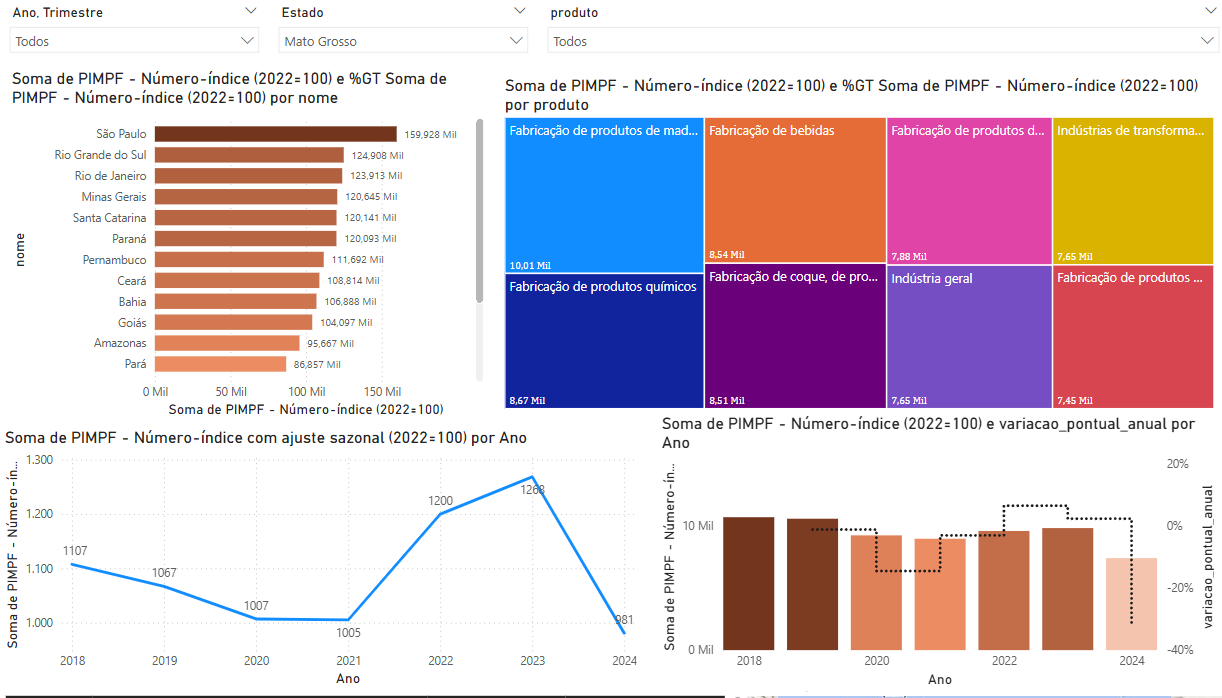 Ano, Trimestre
Estado
produto
Todos
Mato Grosso
Todos
Soma de PIMPF - Número-índice (2022=100) e %GT Soma de
PIMPF - Número-índice (2022=100) por nome
nome
São Paulo
159,928 Mil
Rio Grande do Sul
124,908 Mil
Rio de Janeiro
123,913 Mil
Minas Gerais
120,645 Mil
Santa Catarina
120,141 Mil
Paraná
120,093 Mil
Pernambuco
111,692 Mil
Ceará
108,814 Mil
Bahia
106,888 Mil
Goiás
104,097 Mil
Amazonas
95,667 Mil
Pará
86,857 Mil
0 Mil
50 Mil
100 Mil
150 Mil
Soma de PIMPF - Número-índice (2022=100)
Soma de PIMPF - Número-índice (2022=100) e %GT Soma de PIMPF - Número-índice (2022=100)
por produto
Fabricação de produtos de mad...
10,01 Mil
Fabricação de bebidas
8,54 Mil
Fabricação de produtos d...
7,88 Mil
Indústrias de transforma...
7,65 Mil
Fabricação de produtos químicos
8,67 Mil
Fabricação de coque, de pro...
8,51 Mil
Indústria geral
7,65 Mil
Fabricação de produtos ...
7,45 Mil
Soma de PIMPF - Número-índice com ajuste sazonal (2022=100) por Ano
Soma de PIMPF - Número-ín...
1.300
1.200
1.100
1.000
1107
1067
1007
1005
1200
1268
981
2018
2019
2020
2021
2022
2023
2024
Ano
Soma de PIMPF - Número-índice (2022=100) e variacao_pontual_anual por
Ano
Soma de PIMPF - Número-ín...
10 Mil
0 Mil
20%
0%
-20%
-40%
variacao_pontual_anual
2018
2020
2022
2024
Ano